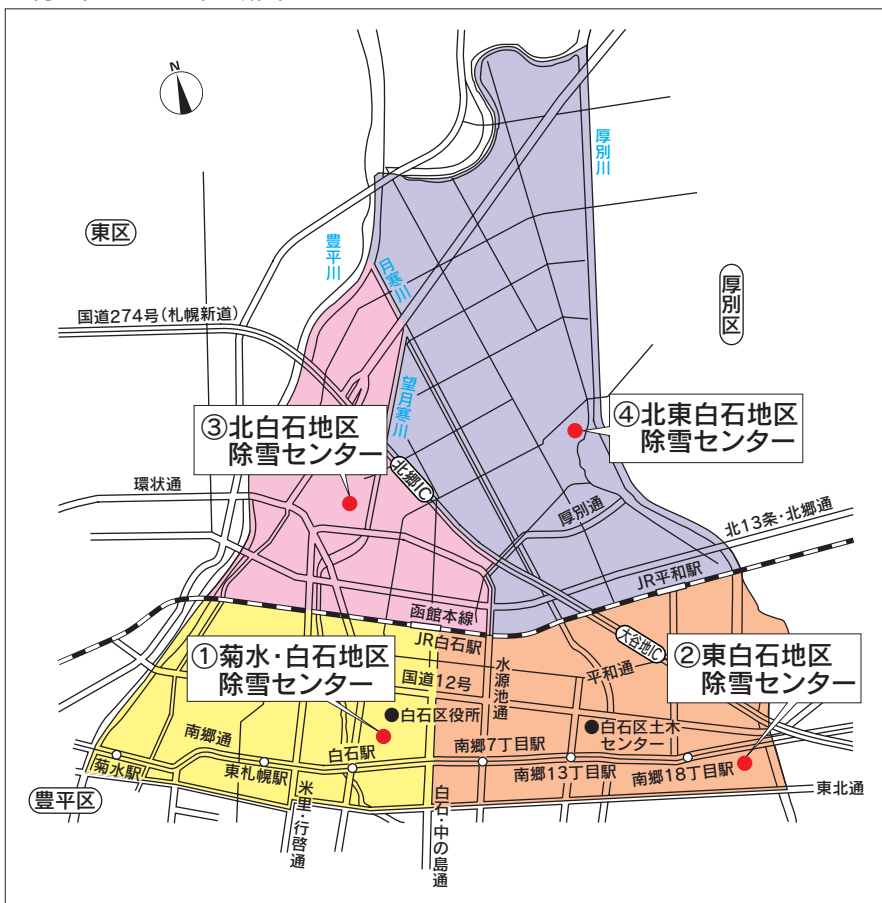 N
厚別川
東区
豊平川
月寒川
厚別区
国道274号(札幌新道)
望月寒川
③北白石地区
除雪センター
④北東白石地区
除雪センター
北郷IC
環状通
厚別通
北13条・北郷通
JR平和駅
函館本線
JR白石駅
大谷地IC
①菊水・白石地区
除雪センター
水源池通
平和通
②東白石地区
除雪センター
国道12号
白石区役所
白石区土木
センター
南郷通
白石駅
南郷7丁目駅
菊水駅
東札幌駅
南郷13丁目駅
南郷18丁目駅
東北通
豊平区
米里・行啓通
白石・中の島通